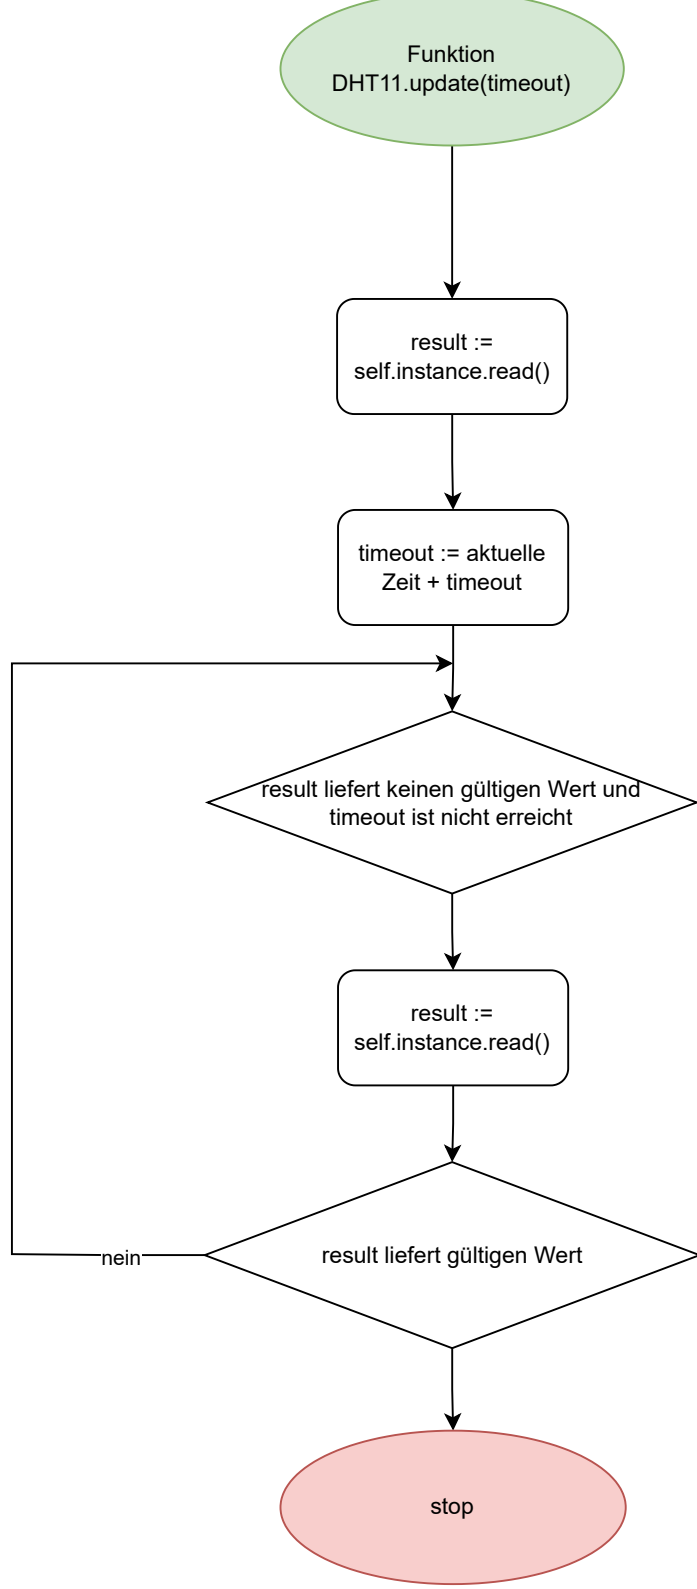 Funktion
DHT11.update(timeout)
result :=
self.instance.read()
timeout := aktuelle
Zeit + timeout
result liefert keinen gültigen Wert und
timeout ist nicht erreicht
result :=
self.instance.read()
result liefert gültigen Wert
nein
stop